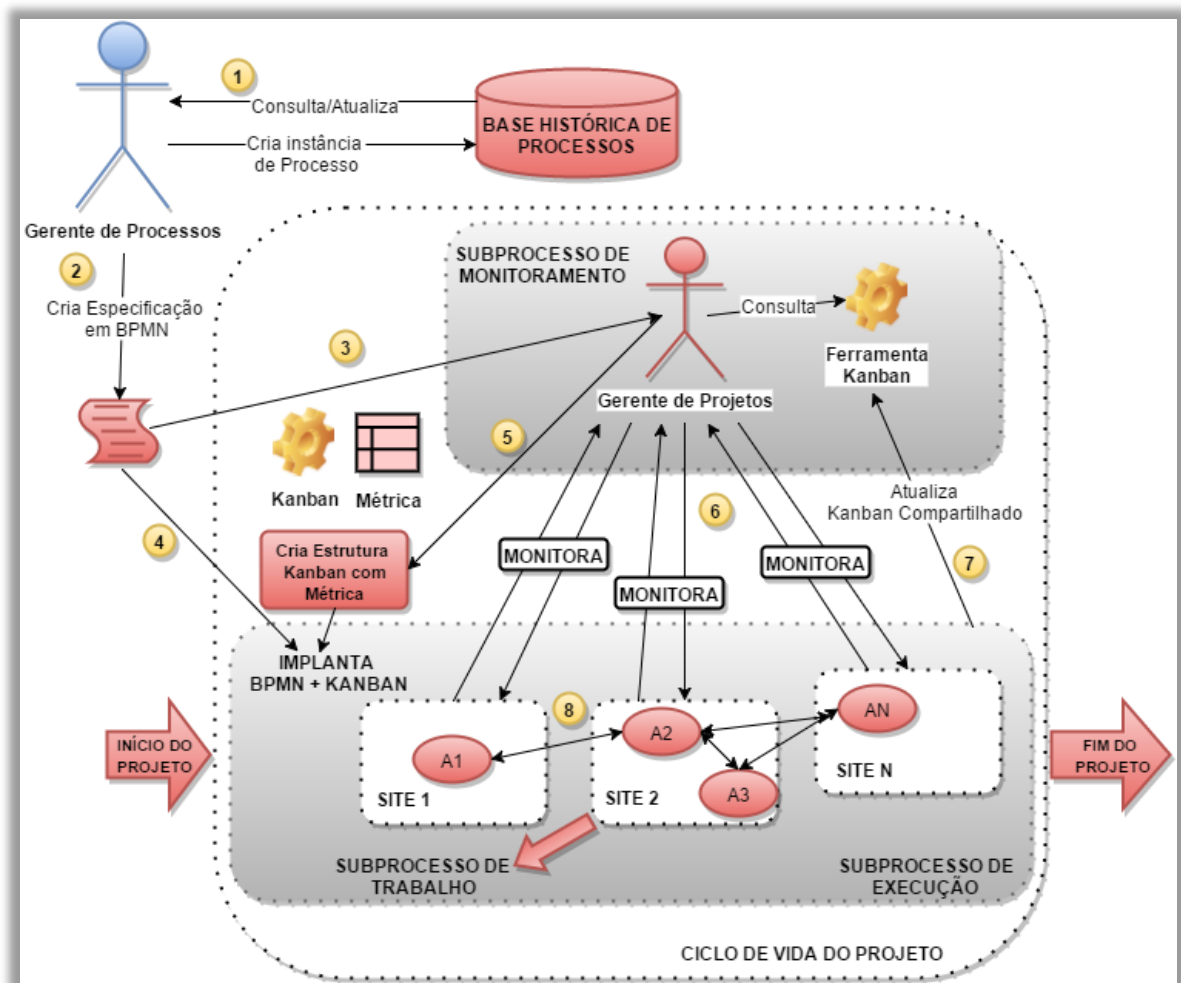 1
Consulta/Atualiza
BASE HISTÓRICA DE
PROCESSOS
Cria instância
de Processo
Gerente de Processos
2
Cria Especificação
em BPMN
SUBPROCESSO DE
MONITORAMENTO
Consulta
Ferramenta
Kanban
3
Gerente de Projetos
5
Kanban
Métrica
Atualiza
Kanban Compartilhado
6
4
Cria Estrutura
Kanban com
Métrica
MONITORA
MONITORA
MONITORA
7
IMPLANTA
BPMN + KANBAN
8
A1
SITE 1
A2
A3
SITE 2
AN
SITE N
INÍCIO DO
PROJETO
FIM DO
PROJETO
SUBPROCESSO DE
TRABALHO
SUBPROCESSO DE
EXECUÇÃO
CICLO DE VIDA DO PROJETO